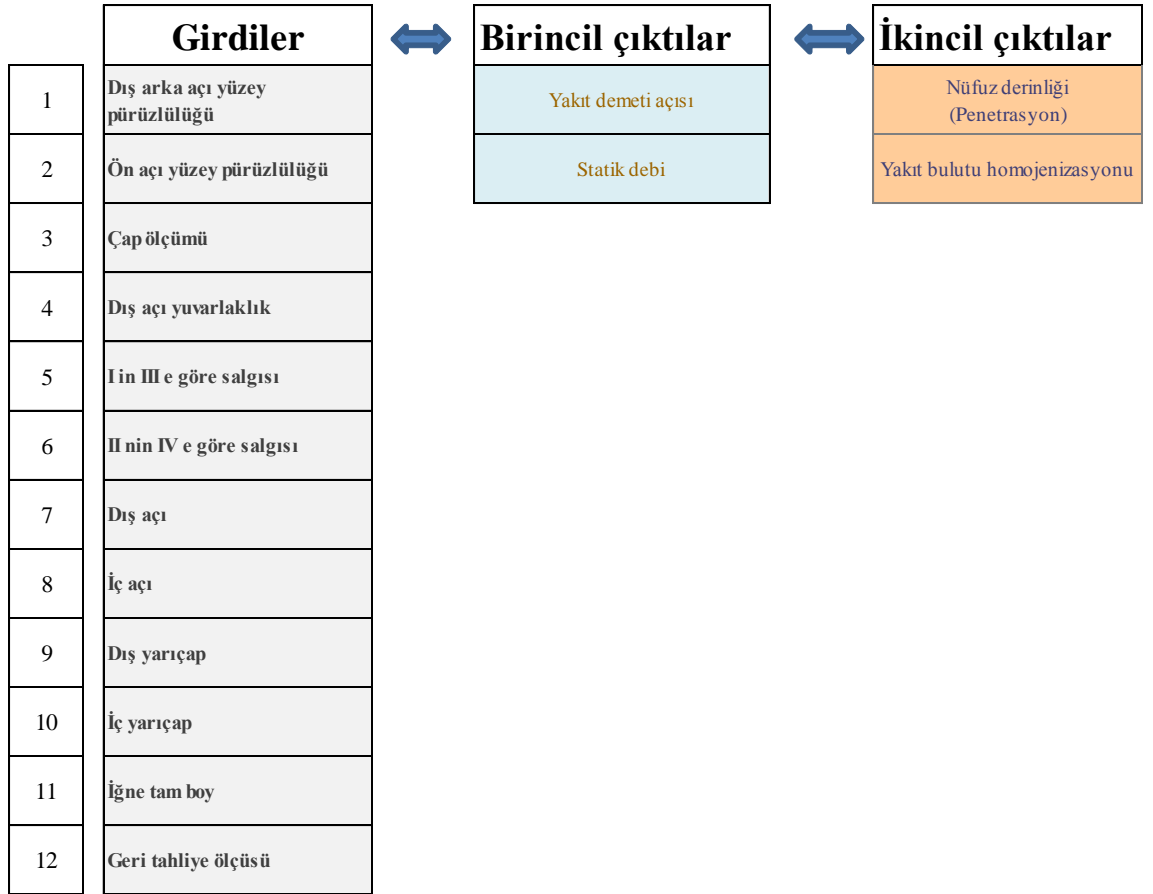 Girdiler
Birincil çıktılar
İkincil çıktılar
1
Dış arka açı yüzey
pürüzlülüğü
Yakıt demeti açısı
Nüfuz derinliği
(Penetrasyon)
2
Ön açı yüzey pürüzlülüğü
Statik debi
Yakıt bulutu homojenizasyonu
3
Çap ölçümü
4
Dış açı yuvarlaklık
5
I in III e göre salgısı
6
II nin IV e göre salgısı
7
Dış açı
8
İç açı
9
Dış yarıçap
10
İç yarıçap
11
İğne tam boy
12
Geri tahliye ölçüsü